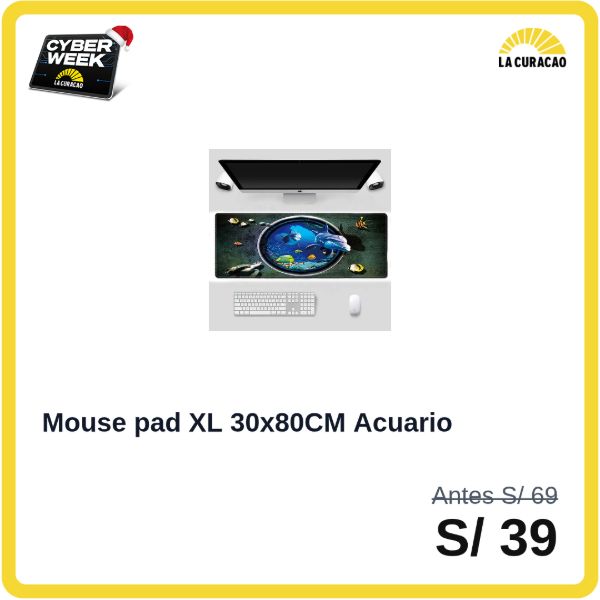 CYBER
WEEK
LA CURACAO
LA CURACAO
Mouse pad XL 30x80CM Acuario
Antes S/ 69
S/ 39